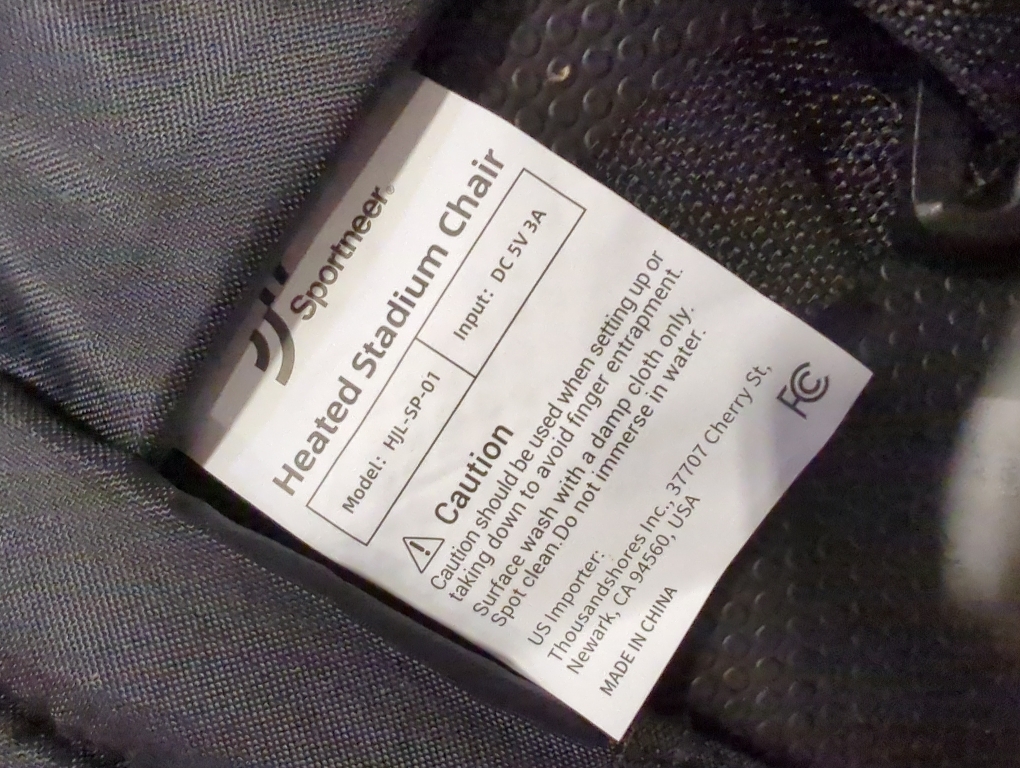 Sportneer®
Heated Stadium Chair
Model: HJL-SP-01
Input: DC 5V 3A
Caution
Caution should be used when setting up or
taking down to avoid finger entrapment.
Surface wash with a damp cloth only.
Spot clean.Do not immerse in water.
US Importer:
Thousandshores Inc., 37707 Cherry St,
Newark, CA 94560, USA
MADE IN CHINA
FC